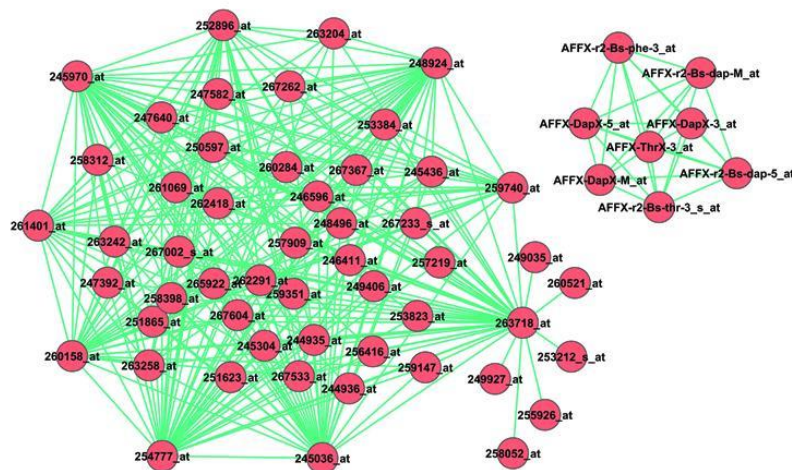 252896_at
263204_at
248924_at
245970_at
247582_at
267262_at
247640_at
253384_at
250597_at
258312_at
260284_at
267367_at
245436_at
261069_at
246596_at
259740_at
262418_at
261401_at
248496_at
267233_s_at
263242_at
267002_s_at
257909_at
246411_at
257219_at
249035_at
247392_at
265922_at
262291_at
249406_at
260521_at
258398_at
259351_at
251865_at
267604_at
253823_at
263718_at
260158_at
263258_at
245304_at
244935_at
256416_at
253212_s_at
251623_at
267533_at
244936_at
259147_at
249927_at
255926_at
254777_at
245036_at
258052_at
AFFX-r2-Bs-phe-3_at
AFFX-r2-Bs-dap-M_at
AFFX-DapX-5_at
AFFX-DapX-3_at
AFFX-ThrX-3_at
AFFX-DapX-M_at
AFFX-r2-Bs-dap-5_at
AFFX-r2-Bs-thr-3_s_at